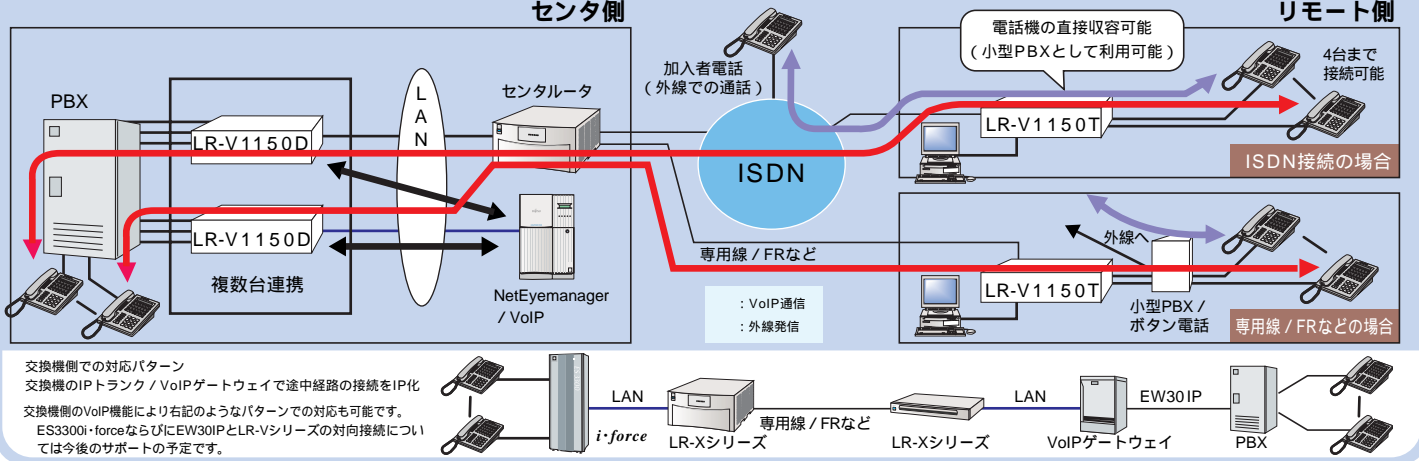 センタ側
リモート側
電話機の直接収容可能
(小型PBXとして利用可能)
4台まで
接続可能
加入者電話
(外線での通話)
PBX
LAN
センタルータ
LR-V1150D
LR-V1150T
ISDN
ISDN接続の場合
LR-V1150D
複数台連携
NetEyemanager
/ VoIP
専用線 / FRなど
: VoIP通信
: 外線発信
外線へ
LR-V1150T
小型PBX /
ボタン電話
専用線 / FRなどの場合
交換機側での対応パターン
交換機のIPトランク / VoIPゲートウェイで途中経路の接続をIP化
交換機側のVoIP機能により右記のようなパターンでの対応も可能です。
ES3300i・forceならびにEW30IPとLR-Vシリーズの対向接続につい
ては今後のサポートの予定です。
i・force
LAN
LR-Xシリーズ
専用線 / FRなど
LR-Xシリーズ
LAN
VoIPゲートウェイ
EW30 IP
PBX